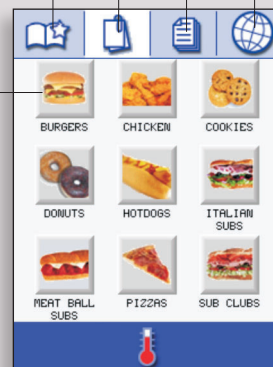 BURGERS CHICKEN COOKIES
DONUTS HOTDOGS ITALIAN
SUBS
MEAT BALL PIZZAS SUB CLUBS
SUBS